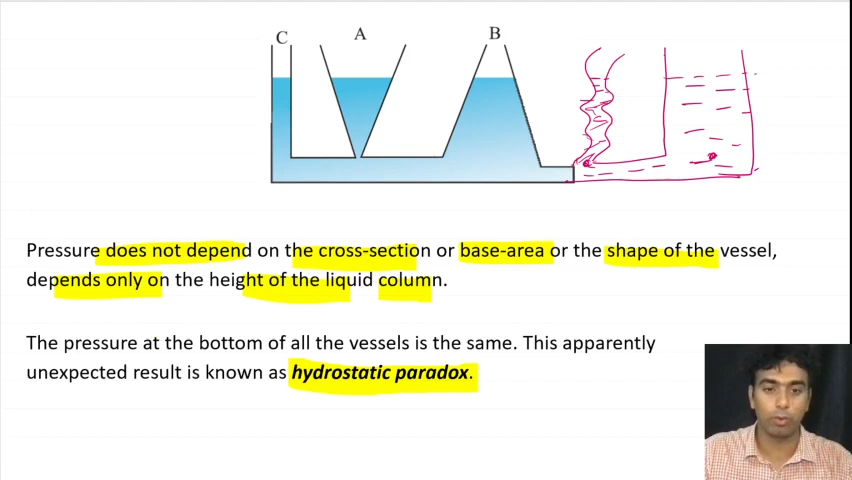 C A B
Pressure does not depend on the cross-section or base-area or the shape of the vessel,
depends only on the height of the liquid column.
The pressure at the bottom of all the vessels is the same. This apparently
unexpected result is known as hydrostatic paradox.